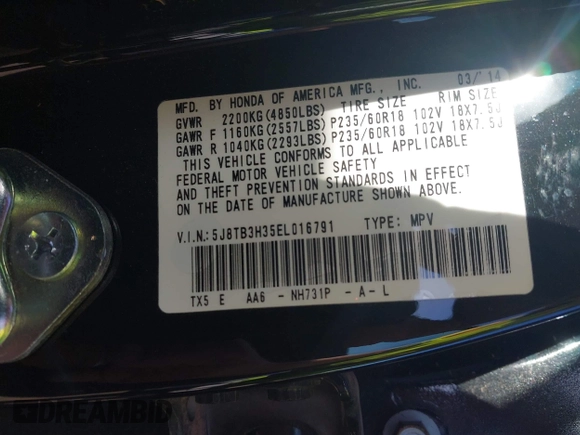 MFD. BY HONDA OF AMERICA MFG., INC. 03/14
GVWR 2200KG(4850LBS) TIRE SIZE RIM SIZE
GAWR F 1160KG(2557LBS) P235/60R18 102V 18X7.5J
GAWR R 1040KG(2293LBS) P235/60R18 102V 18X7.5J
THIS VEHICLE CONFORMS TO ALL APPLICABLE
FEDERAL MOTOR VEHICLE SAFETY
AND THEFT PREVENTION STANDARDS IN EFFECT
ON THE DATE OF MANUFACTURE SHOWN ABOVE.
V.I.N.:5J8TB3H35EL016791 TYPE: MPV
TX5 E AA6 - NH731P - A - L
DREAMBID